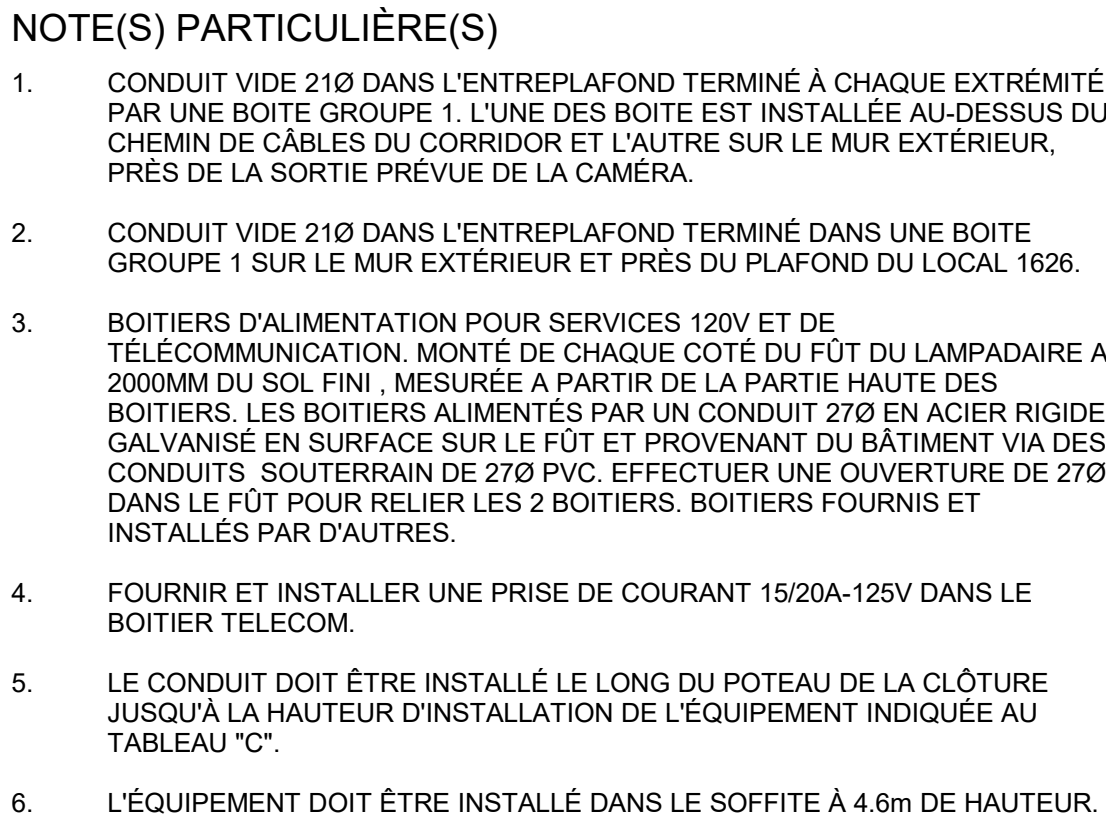 NOTE(S) PARTICULIÈRE(S)
1. CONDUIT VIDE 21Ø DANS L'ENTREPLAFOND TERMINÉ À CHAQUE EXTRÉMITÉ
PAR UNE BOITE GROUPE 1. L'UNE DES BOITE EST INSTALLÉE AU-DESSUS DU
CHEMIN DE CÂBLES DU CORRIDOR ET L'AUTRE SUR LE MUR EXTÉRIEUR,
PRÈS DE LA SORTIE PRÉVUE DE LA CAMÉRA.
2. CONDUIT VIDE 21Ø DANS L'ENTREPLAFOND TERMINÉ DANS UNE BOITE
GROUPE 1 SUR LE MUR EXTÉRIEUR ET PRÈS DU PLAFOND DU LOCAL 1626.
3. BOITIERS D'ALIMENTATION POUR SERVICES 120V ET DE
TÉLÉCOMMUNICATION. MONTÉ DE CHAQUE COTÉ DU FÛT DU LAMPADAIRE A
2000MM DU SOL FINI , MESURÉE A PARTIR DE LA PARTIE HAUTE DES
BOITIERS. LES BOITIERS ALIMENTÉS PAR UN CONDUIT 27Ø EN ACIER RIGIDE
GALVANISÉ EN SURFACE SUR LE FÛT ET PROVENANT DU BÂTIMENT VIA DES
CONDUITS  SOUTERRAIN DE 27Ø PVC. EFFECTUER UNE OUVERTURE DE 27Ø
DANS LE FÛT POUR RELIER LES 2 BOITIERS. BOITIERS FOURNIS ET
INSTALLÉS PAR D'AUTRES.
4. FOURNIR ET INSTALLER UNE PRISE DE COURANT 15/20A-125V DANS LE
BOITIER TELECOM.
5. LE CONDUIT DOIT ÊTRE INSTALLÉ LE LONG DU POTEAU DE LA CLÔTURE
JUSQU'À LA HAUTEUR D'INSTALLATION DE L'ÉQUIPEMENT INDIQUÉE AU
TABLEAU "C".
6. L'ÉQUIPEMENT DOIT ÊTRE INSTALLÉ DANS LE SOFFITE À 4.6m DE HAUTEUR.